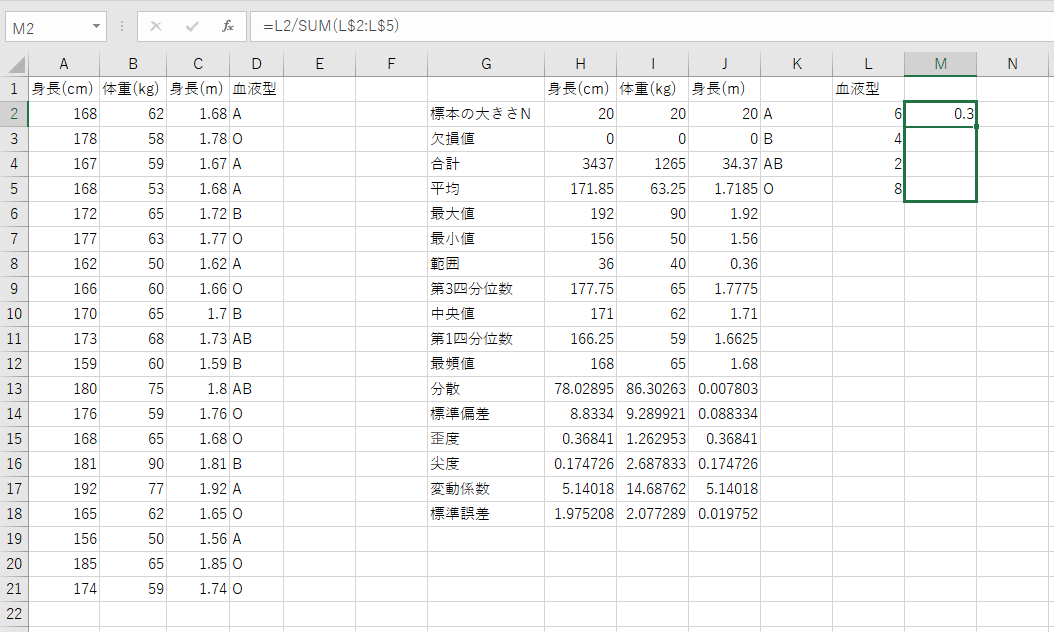 M2 =L2/SUM(L$2:L$5)
A B C D E F G H I J K L M N
1 身長(cm) 体重(kg) 身長(m) 血液型 身長(cm) 体重(kg) 身長(m) 血液型
2 168 62 1.68 A 標本の大きさN 20 20 20 A 6 0.3
3 178 58 1.78 O 欠損値 0 0 0 B 4
4 167 59 1.67 A 合計 3437 1265 34.37 AB 2
5 168 53 1.68 A 平均 171.85 63.25 1.7185 O 8
6 172 65 1.72 B 最大値 192 90 1.92
7 177 63 1.77 O 最小値 156 50 1.56
8 162 50 1.62 A 範囲 36 40 0.36
9 166 60 1.66 O 第3四分位数 177.75 65 1.7775
10 170 65 1.7 B 中央値 171 62 1.71
11 173 68 1.73 AB 第1四分位数 166.25 59 1.6625
12 159 60 1.59 B 最頻値 168 65 1.68
13 180 75 1.8 AB 分散 78.02895 86.30263 0.007803
14 176 59 1.76 O 標準偏差 8.8334 9.289921 0.088334
15 168 65 1.68 O 歪度 0.36841 1.262953 0.36841
16 181 90 1.81 B 尖度 0.174726 2.687833 0.174726
17 192 77 1.92 A 変動係数 5.14018 14.68762 5.14018
18 165 62 1.65 O 標準誤差 1.975208 2.077289 0.019752
19 156 50 1.56 A
20 185 65 1.85 O
21 174 59 1.74 O
22